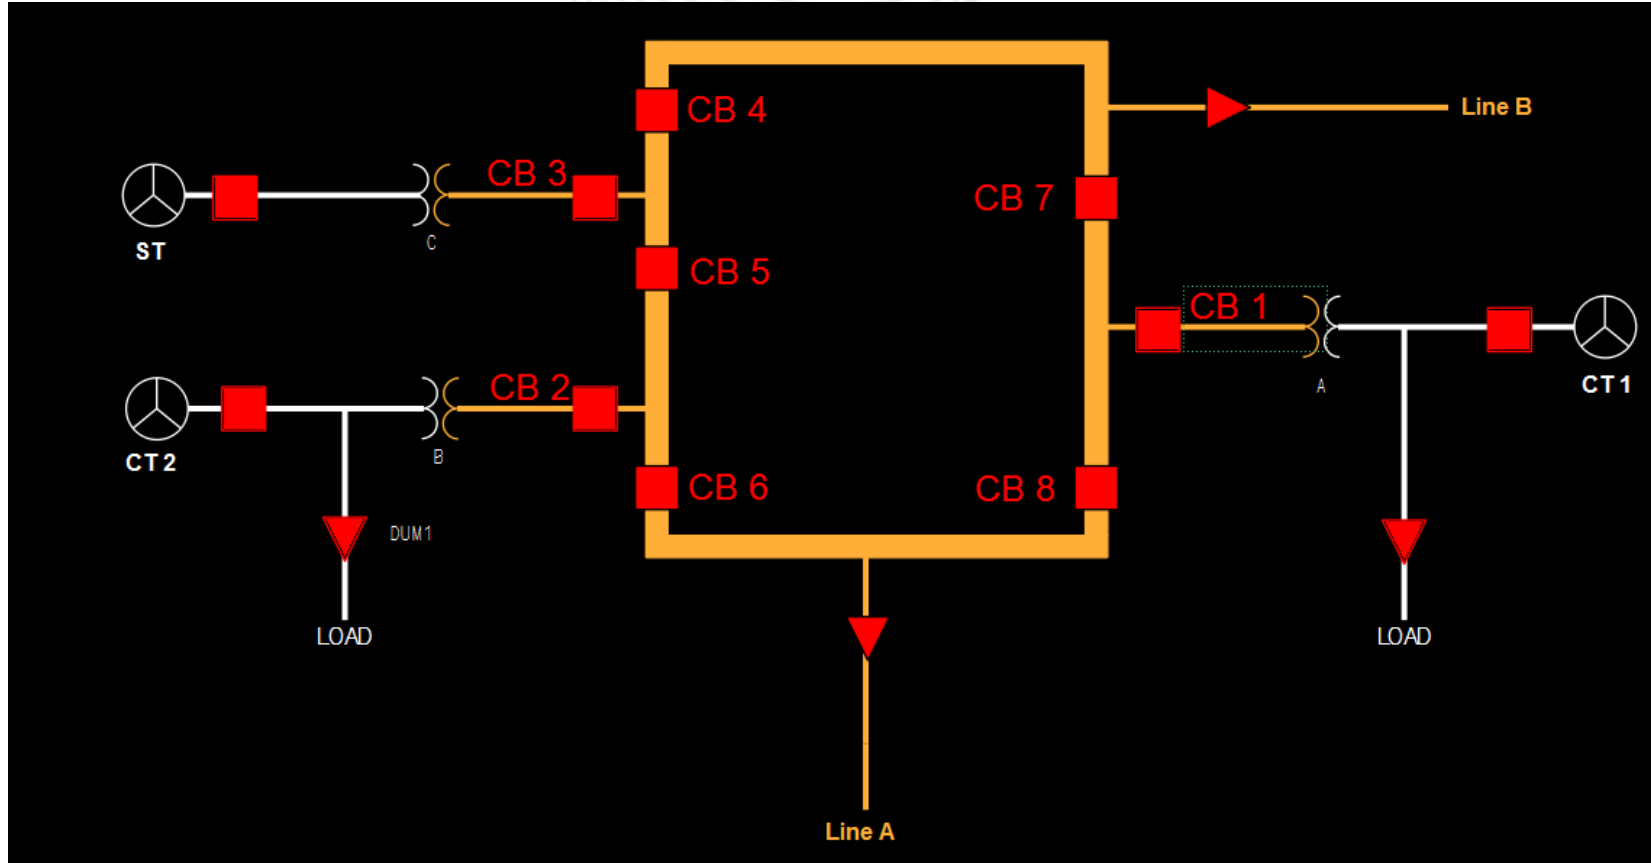 CB 4
Line B
CB 3
CB 7
C
ST
CB 5
CB 1
A
CT 1
CB 2
B
CT 2
CB 6
CB 8
DUM1
LOAD
LOAD
Line A